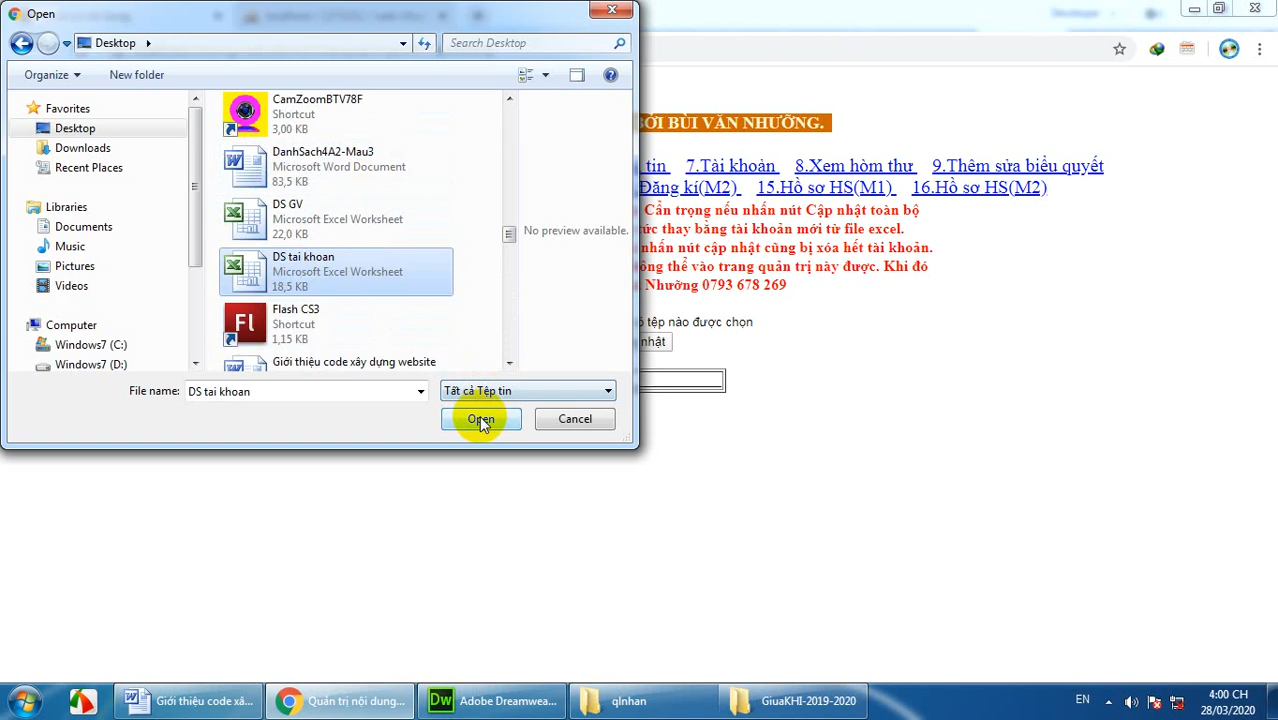 Open
Desktop
Search Desktop
Organize
New folder
Favorites
Desktop
Downloads
Recent Places
Libraries
Documents
Music
Pictures
Videos
Computer
Windows7 (C:)
Windows7 (D:)
CamZoomBTV78F
Shortcut
3,00 KB
DanhSach4A2-Mau3
Microsoft Word Document
83,5 KB
DS GV
Microsoft Excel Worksheet
22,0 KB
DS tai khoan
Microsoft Excel Worksheet
18,5 KB
Flash CS3
Shortcut
1,15 KB
Giới thiệu code xây dựng website
No preview available.
File name: DS tai khoan
Tất cả Tệp tin
Open
Cancel
BỞI BÙI VĂN NHƯỠNG.
tin 7.Tài khoản 8.Xem hòm thư 9.Thêm sửa biểu quyết
Đăng kí(M2) 15.Hồ sơ HS(M1) 16.Hồ sơ HS(M2)
Cẩn trọng nếu nhấn nút Cập nhật toàn bộ
tức thay bằng tài khoản mới từ file excel.
nhấn nút cập nhật cũng bị xóa hết tài khoản.
ông thể vào trang quản trị này được. Khi đó
Nhưỡng 0793 678 269
ó tệp nào được chọn
nhật
Giới thiệu code xâ...
Quản trị nội dung...
Adobe Dreamwea...
qlnhan
GiuaKHI-2019-2020
EN
4:00 CH
28/03/2020